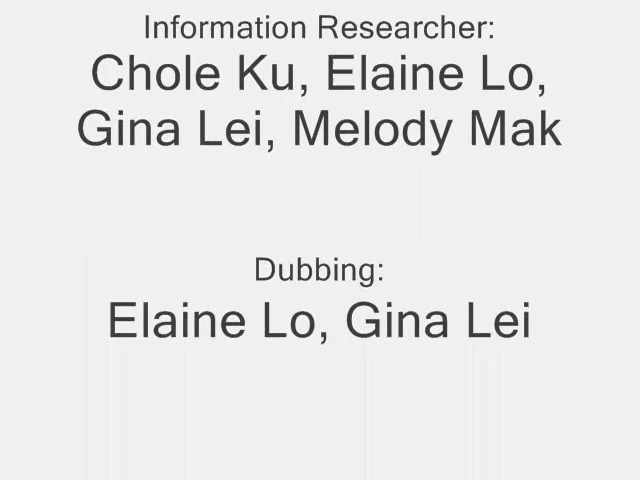 Information Researcher:
Chole Ku, Elaine Lo,
Gina Lei, Melody Mak
Dubbing:
Elaine Lo, Gina Lei